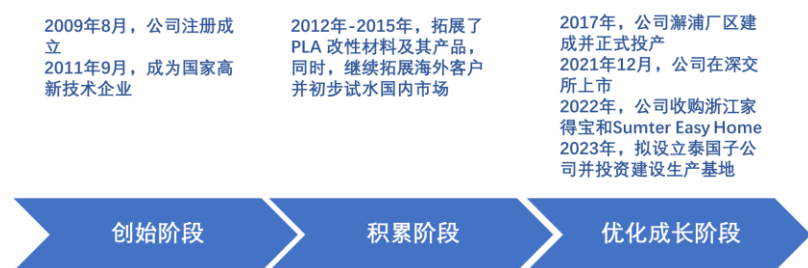 2009年8月，公司注册成
立
2011年9月，成为国家高
新技术企业
2012年-2015年，拓展了
PLA 改性材料及其产品，
同时，继续拓展海外客户
并初步试水国内市场
2017年，公司澥浦厂区建
成并正式投产
2021年12月，公司在深交
所上市
2022年，公司收购浙江家
得宝和Sumter Easy Home
2023年，拟设立泰国子公
司并投资建设生产基地
创始阶段
积累阶段
优化成长阶段